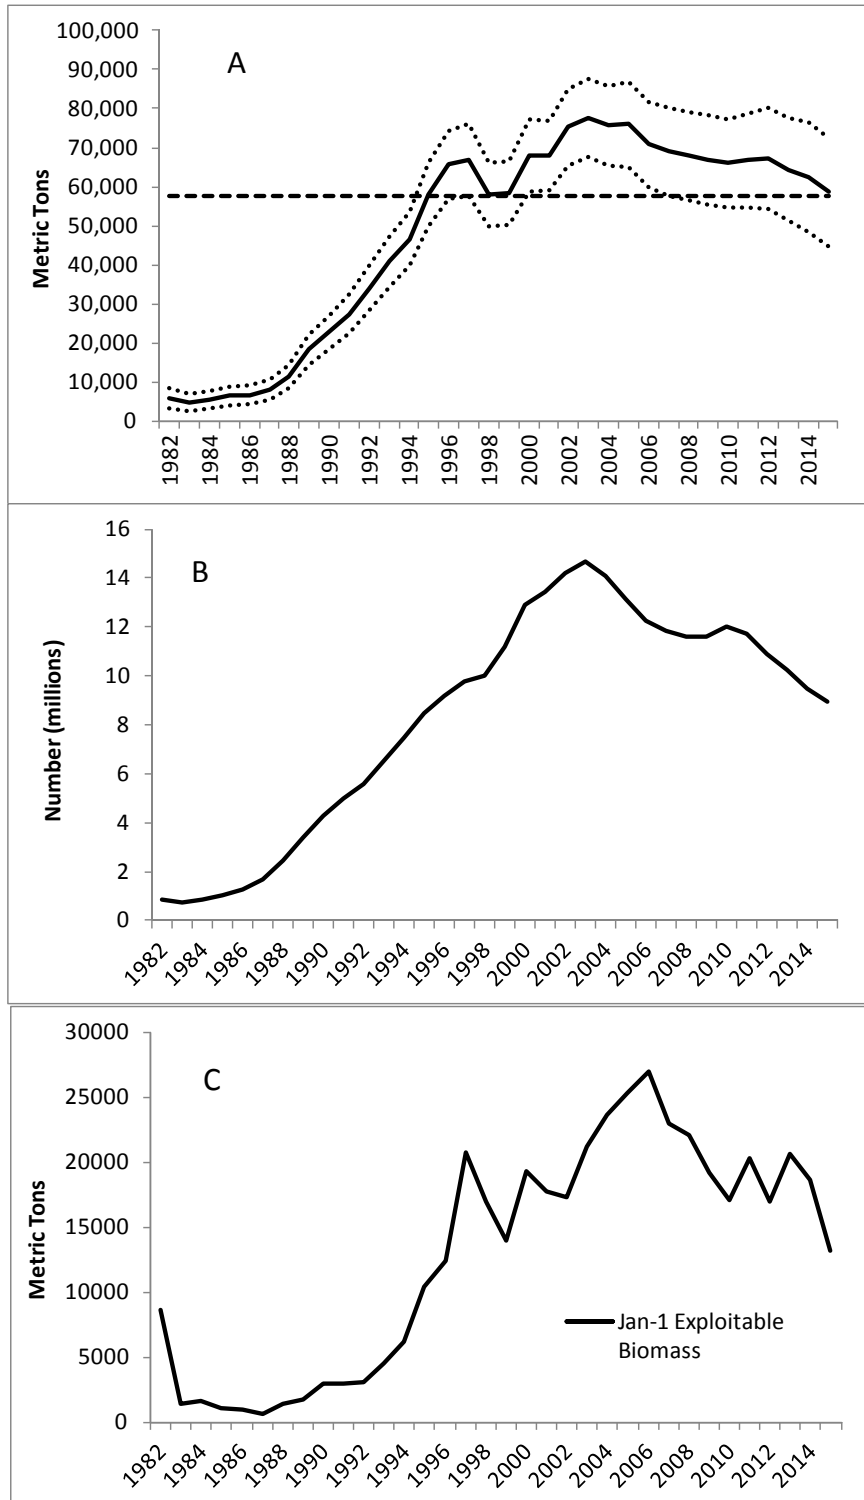 A
100,000
90,000
80,000
70,000
60,000
50,000
40,000
30,000
20,000
10,000
0
Metric Tons
1982 1984 1986 1988 1990 1992 1994 1996 1998 2000 2002 2004 2006 2008 2010 2012 2014
B
16
14
12
10
8
6
4
2
0
Number (millions)
1982 1984 1986 1988 1990 1992 1994 1996 1998 2000 2002 2004 2006 2008 2010 2012 2014
C
30000
25000
20000
15000
10000
5000
0
Metric Tons
Jan-1 Exploitable
Biomass
1982 1984 1986 1988 1990 1992 1994 1996 1998 2000 2002 2004 2006 2008 2010 2012 2014